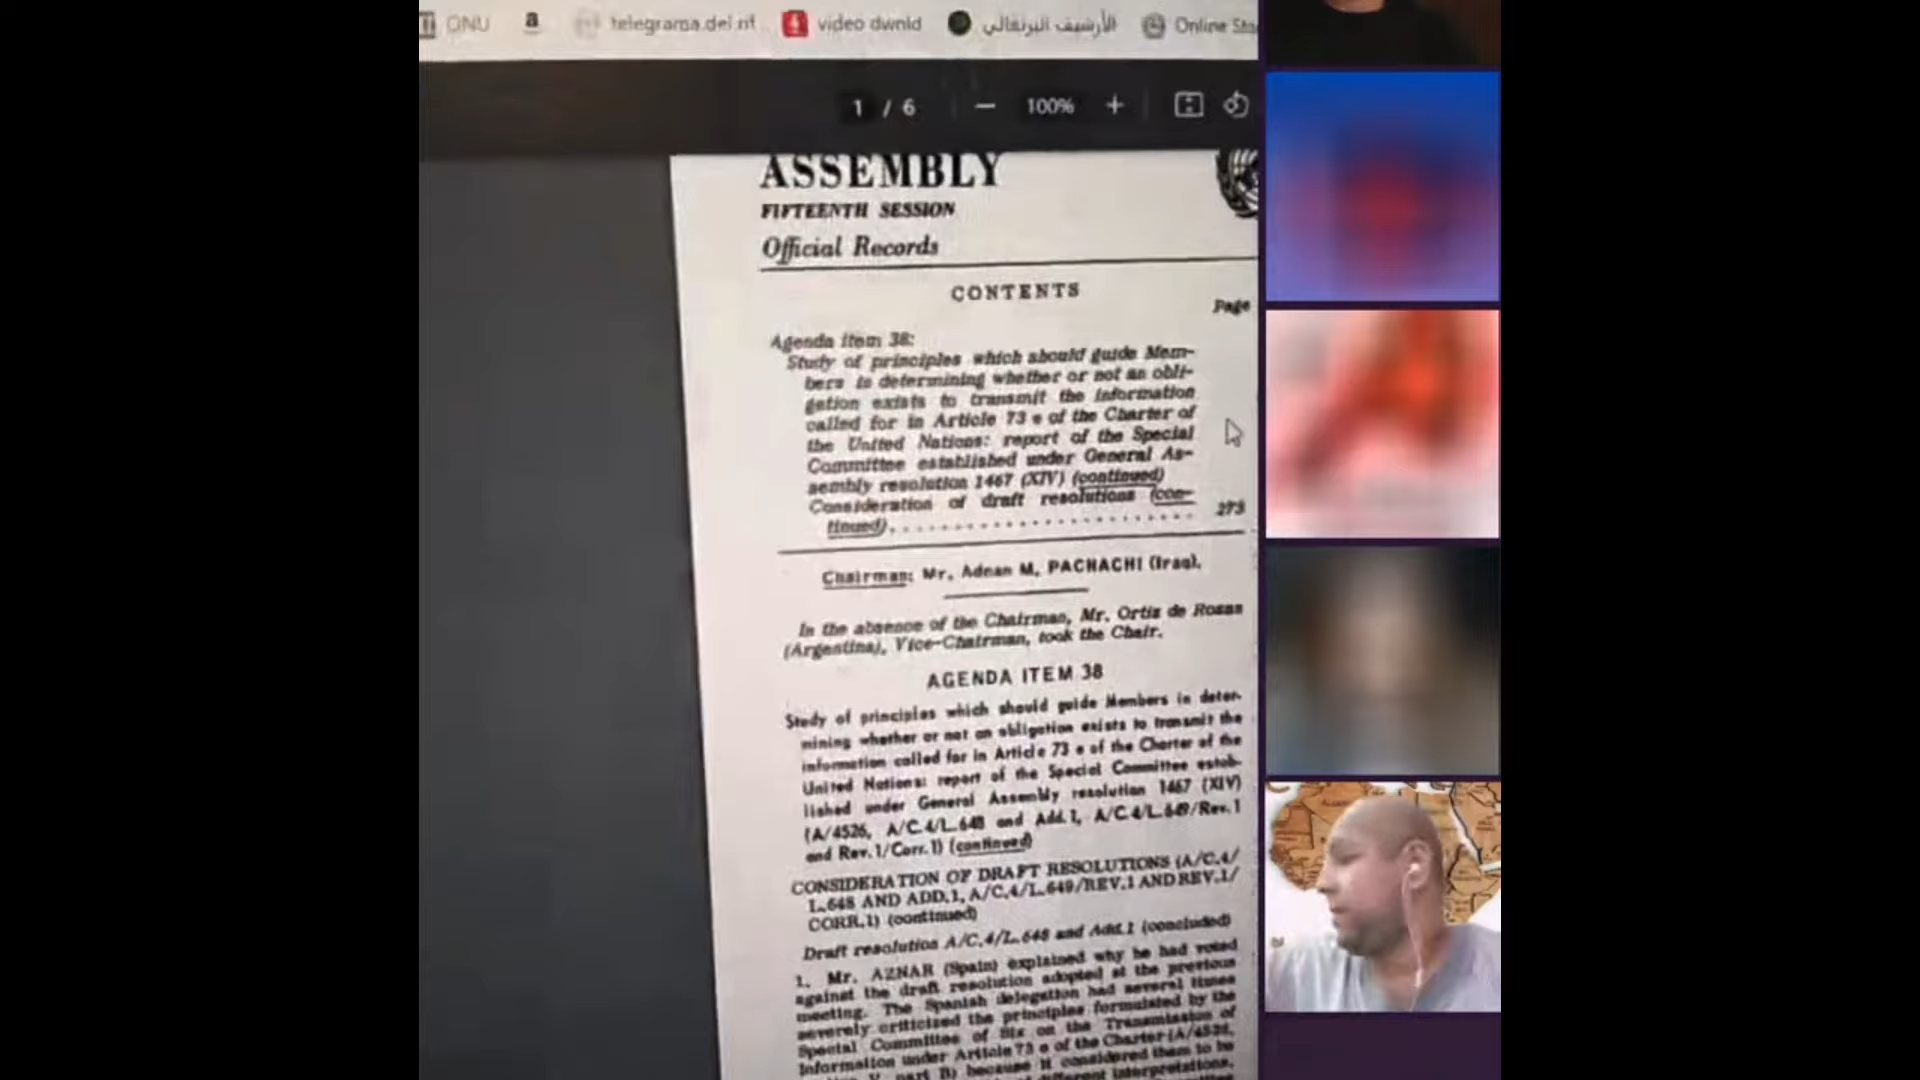 ONU
a
telegrama.del
video dwnld
الأرشيف البرتغالي
Online
1 / 6
100%
ASSEMBLY
FIFTEENTH SESSION
Official Records
CONTENTS
Page
Agenda item 38:
Study of principles which should guide Mem-
bers in determining whether or not an obli-
gation exists to transmit the information
called for in Article 73 e of the Charter of
the United Nations: report of the Special
Committee established under General As-
sembly resolution 1467 (XIV) (continued)
Consideration of draft resolutions (con-
tinued) . . . . . . . . . . . . . . . . . . . . . . . . 273
Chairman: Mr. Adnan M. PACHACHI (Iraq).
In the absence of the Chairman, Mr. Ortiz de Rosas
(Argentina), Vice-Chairman, took the Chair.
AGENDA ITEM 38
Study of principles which should guide Members in deter-
mining whether or not an obligation exists to transmit the
information called for in Article 73 e of the Charter of the
United Nations: report of the Special Committee estab-
lished under General Assembly resolution 1467 (XIV)
(A/4526, A/C.4/L.648 and Add.1, A/C.4/L.649/Rev.1
and Rev.1/Corr.1) (continued)
CONSIDERATION OF DRAFT RESOLUTIONS (A/C.4/
L.648 AND ADD.1, A/C.4/L.649/REV.1 AND REV.1/
CORR.1) (continued)
Draft resolution A/C.4/L.648 and Add.1 (concluded)
1. Mr. AZNAR (Spain) explained why he had voted
against the draft resolution adopted at the previous
meeting. The Spanish delegation had several times
severely criticized the principles formulated by the
Special Committee of Six on the Transmission of
Information under Article 73 e of the Charter (A/4526,
part B) because it considered them to be
different interpretations.